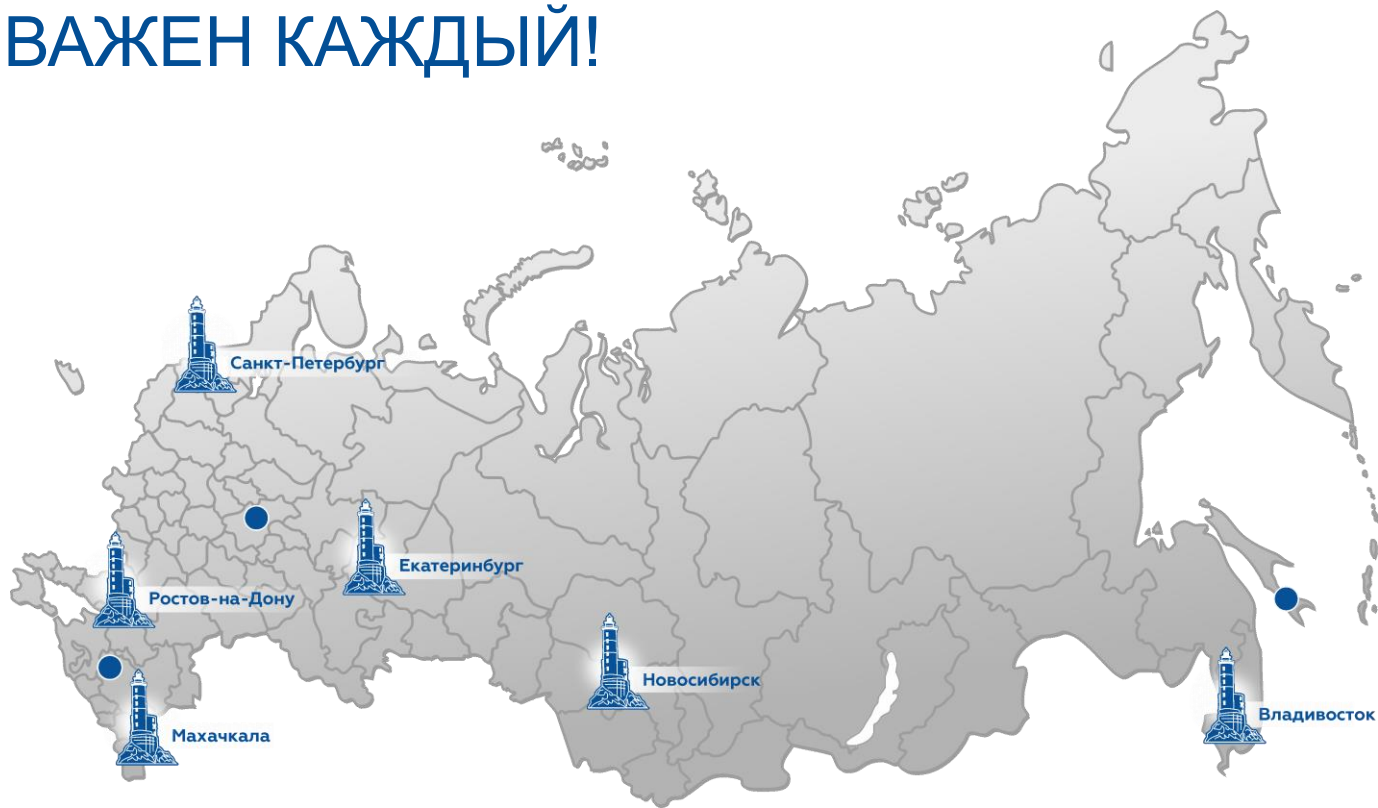 ВАЖЕН КАЖДЫЙ!
Санкт-Петербург
Екатеринбург
Ростов-на-Дону
Новосибирск
Владивосток
Махачкала